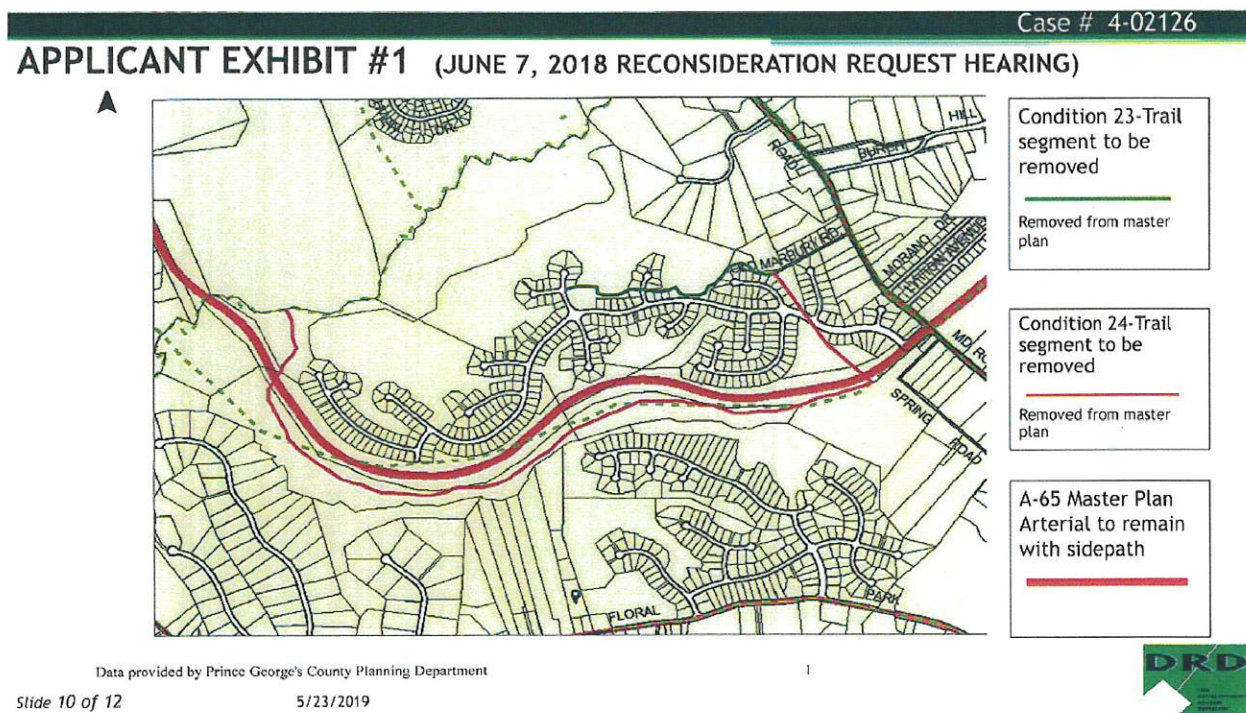 Case # 4-02126
APPLICANT EXHIBIT #1 (JUNE 7, 2018 RECONSIDERATION REQUEST HEARING)
HILL
BURCH
ROAD
MARBURY RD
MORANO DR
AVENUE
MD RO
SPRING ROAD
FLORAL PARK
Condition 23-Trail
segment to be
removed
Removed from master
plan
Condition 24-Trail
segment to be
removed
Removed from master
plan
A-65 Master Plan
Arterial to remain
with sidepath
Data provided by Prince George's County Planning Department
1
DRD
Slide 10 of 12
5/23/2019